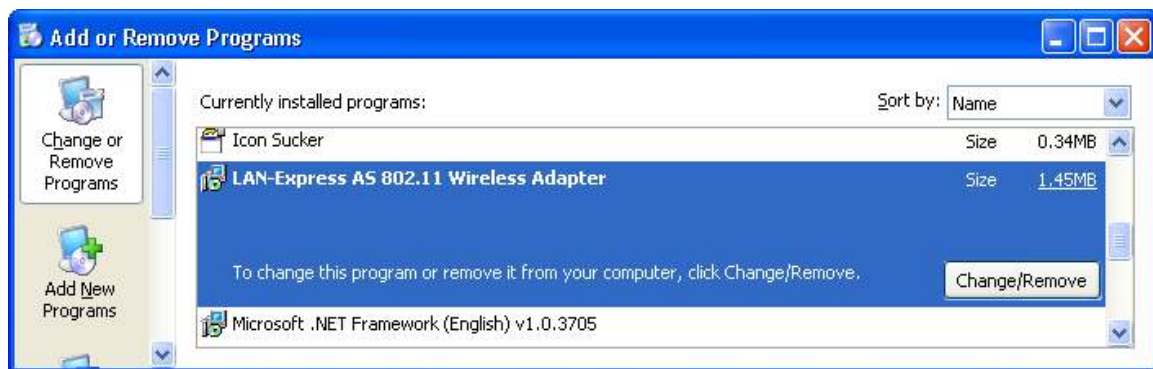 Add or Remove Programs
Change or
Remove
Programs
Add New
Programs
Currently installed programs:
Sort by: Name
Icon Sucker Size 0.34MB
LAN-Express AS 802.11 Wireless Adapter Size 1.45MB
To change this program or remove it from your computer, click Change/Remove. Change/Remove
Microsoft .NET Framework (English) v1.0.3705